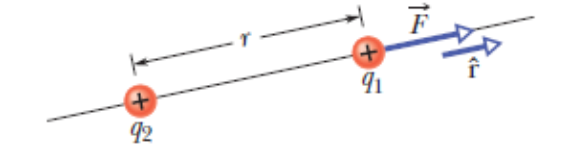 r
F⃗
+
r̂
q₁
+
q₂